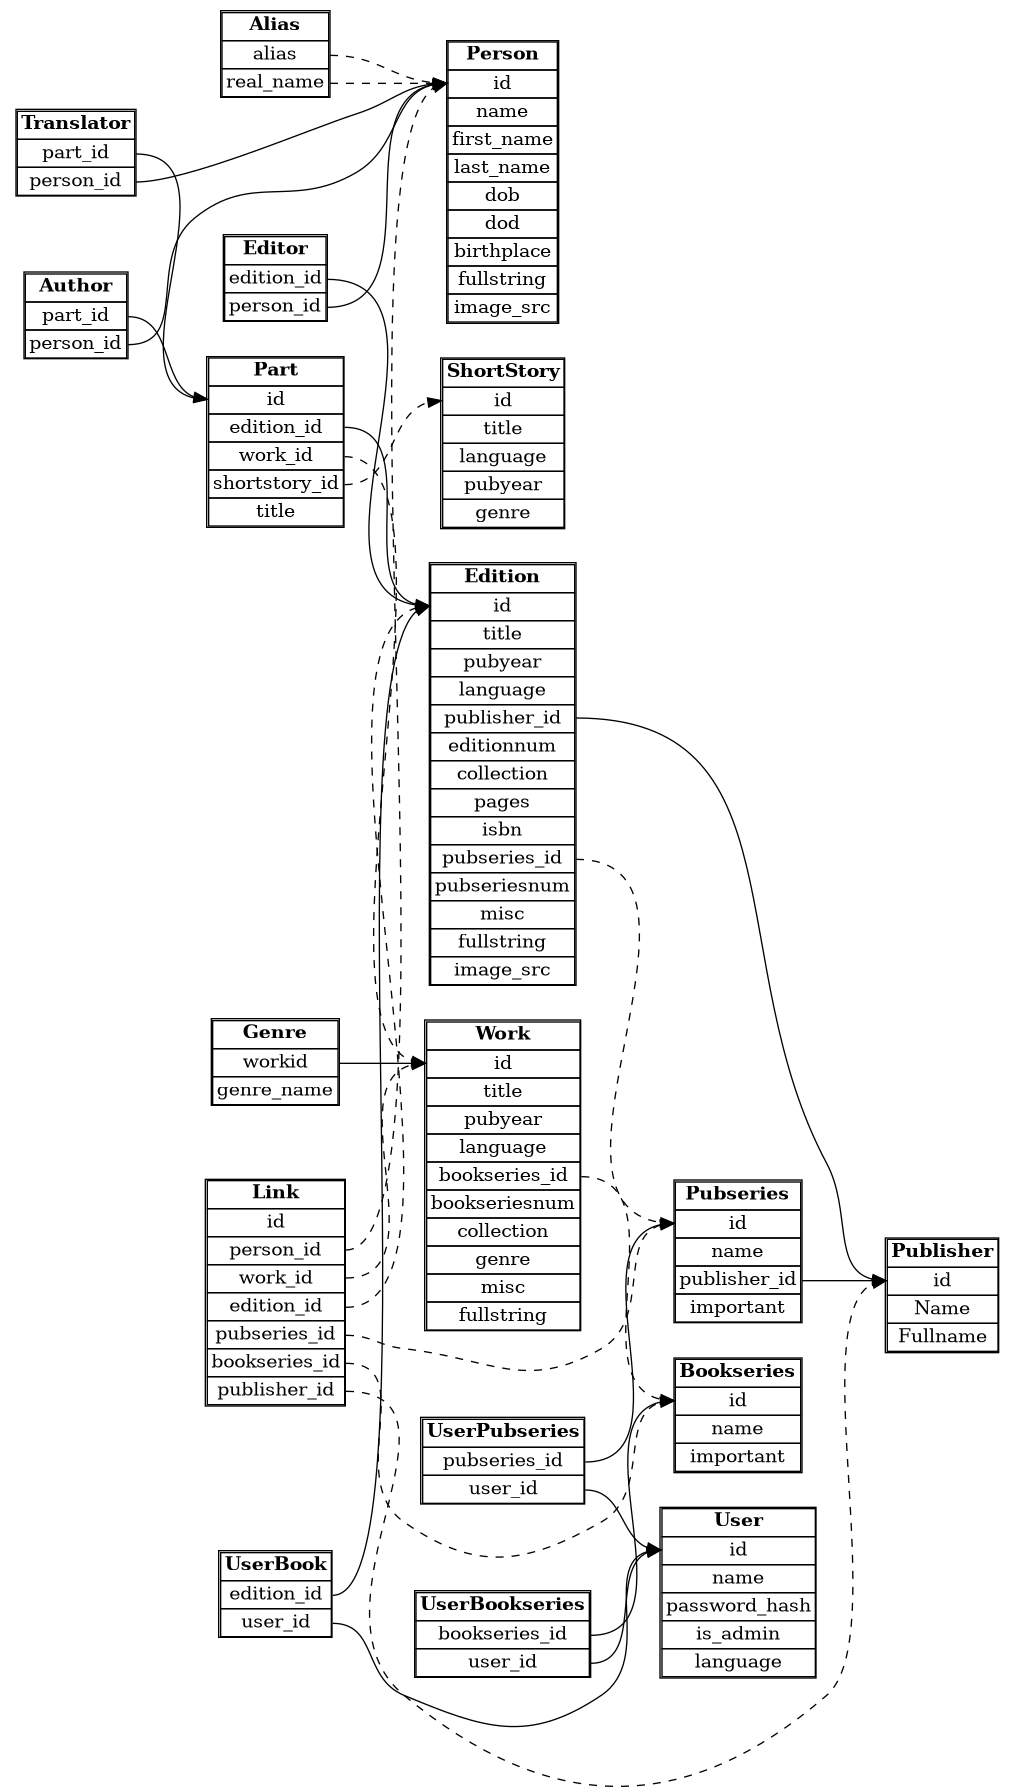 Alias
alias
real_name
Person
id
name
first_name
last_name
dob
dod
birthplace
fullstring
image_src
Translator
part_id
person_id
Editor
edition_id
person_id
Author
part_id
person_id
Part
id
edition_id
work_id
shortstory_id
title
ShortStory
id
title
language
pubyear
genre
Edition
id
title
pubyear
language
publisher_id
editionnum
collection
pages
isbn
pubseries_id
pubseriesnum
misc
fullstring
image_src
Genre
workid
genre_name
Work
id
title
pubyear
language
bookseries_id
bookseriesnum
collection
genre
misc
fullstring
Link
id
person_id
work_id
edition_id
pubseries_id
bookseries_id
publisher_id
Pubseries
id
name
publisher_id
important
Publisher
id
Name
Fullname
Bookseries
id
name
important
UserPubseries
pubseries_id
user_id
User
id
name
password_hash
is_admin
language
UserBook
edition_id
user_id
UserBookseries
bookseries_id
user_id